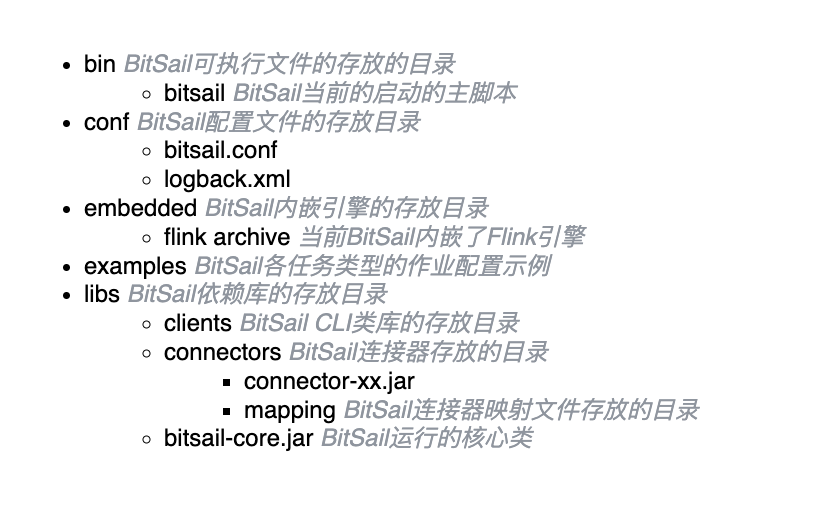 bin BitSail可执行文件的存放的目录
bitsail BitSail当前的启动的主脚本
conf BitSail配置文件的存放目录
bitsail.conf
logback.xml
embedded BitSail内嵌引擎的存放目录
flink archive 当前BitSail内嵌了Flink引擎
examples BitSail各任务类型的作业配置示例
libs BitSail依赖库的存放目录
clients BitSail CLI类库的存放目录
connectors BitSail连接器存放的目录
connector-xx.jar
mapping BitSail连接器映射文件存放的目录
bitsail-core.jar BitSail运行的核心类